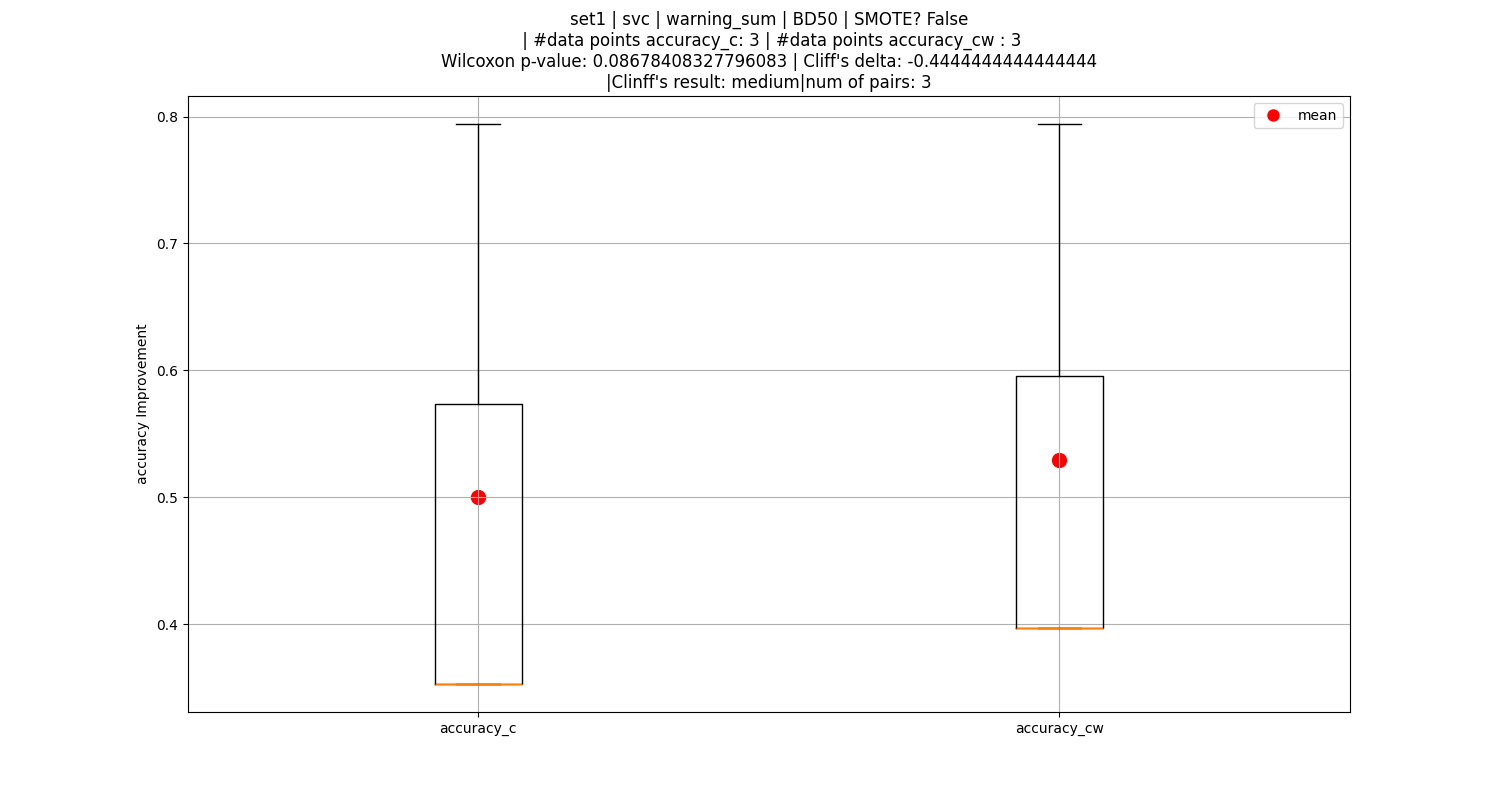 set1 | svc | warning_sum | BD50 | SMOTE? False
| #data points accuracy_c: 3 | #data points accuracy_cw : 3
Wilcoxon p-value: 0.08678408327796083 | Cliff's delta: -0.4444444444444444
|Clinff's result: medium|num of pairs: 3
mean
0.8
0.7
0.6
0.5
0.4
accuracy Improvement
accuracy_c
accuracy_cw